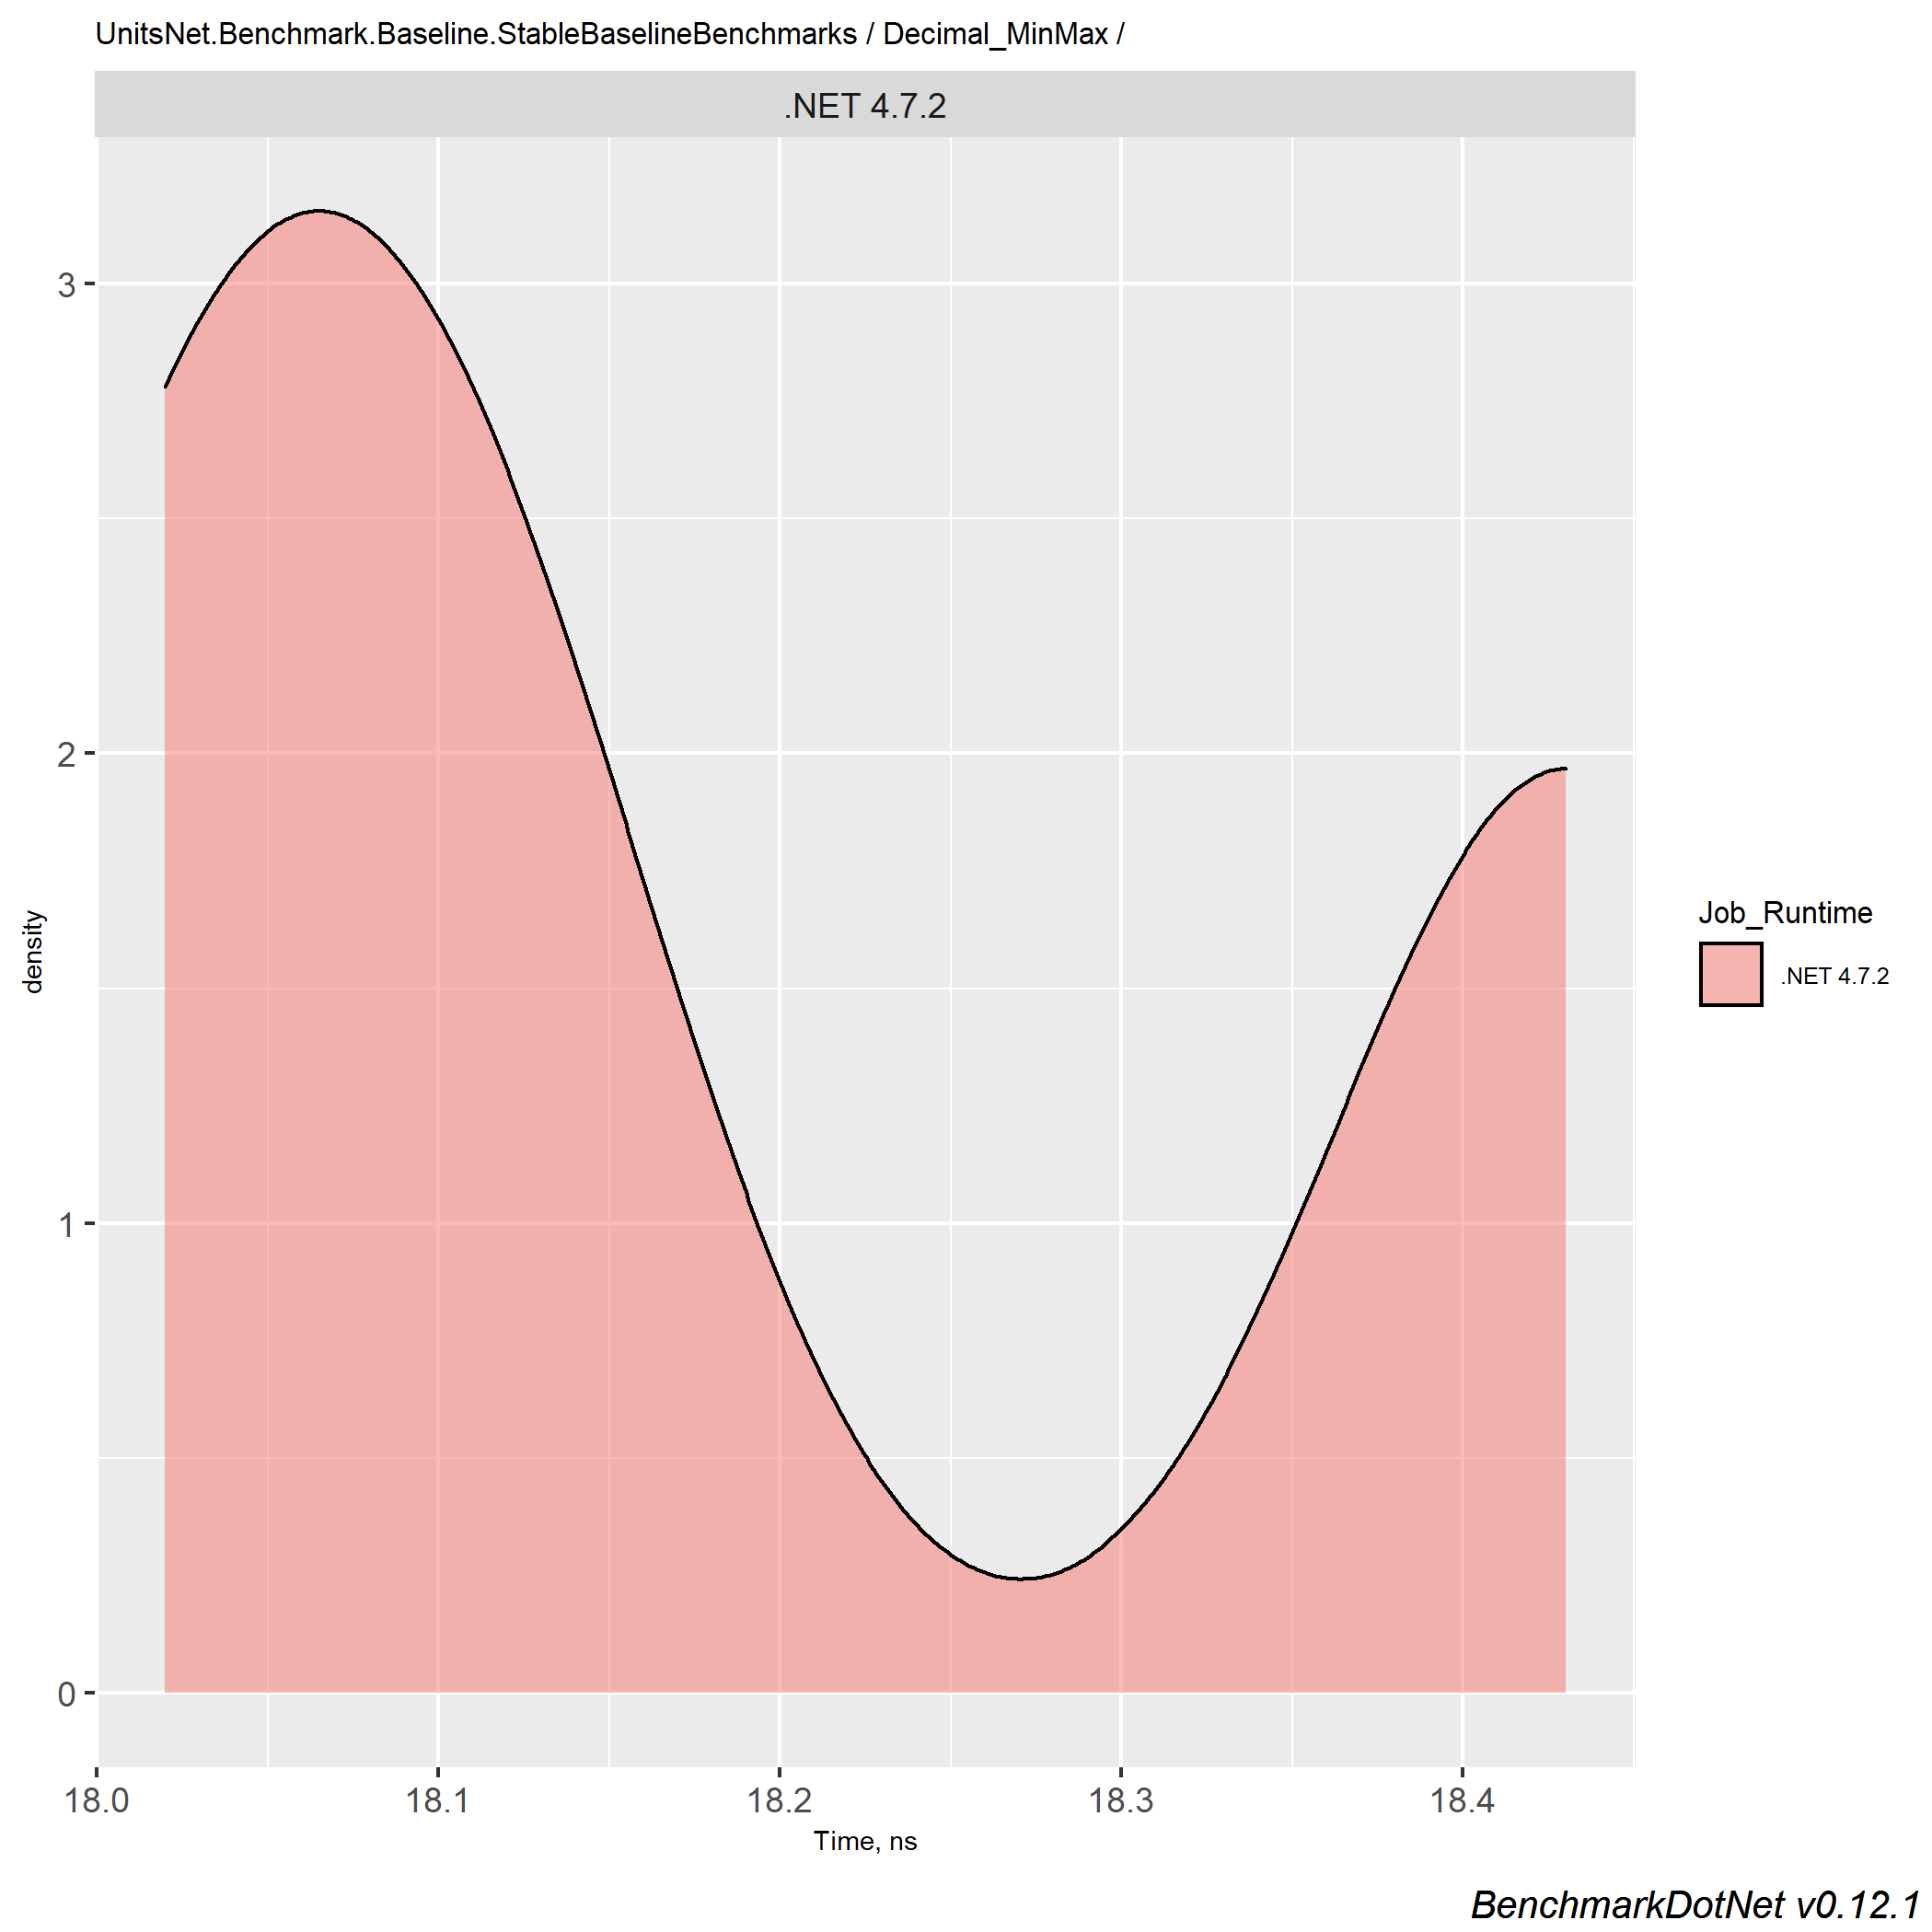 UnitsNet.Benchmark.Baseline.StableBaselineBenchmarks / Decimal_MinMax /
.NET 4.7.2
3
2
1
0
density
18.0 18.1 18.2 18.3 18.4
Time, ns
Job_Runtime
.NET 4.7.2
BenchmarkDotNet v0.12.1